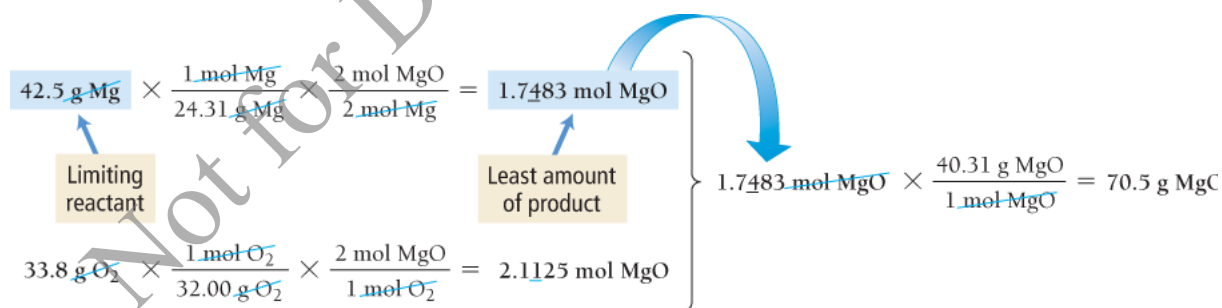 42.5 g Mg × 1 mol Mg / 24.31 g Mg × 2 mol MgO / 2 mol Mg = 1.7483 mol MgO
Limiting
reactant
Least amount
of product
33.8 g O₂ × 1 mol O₂ / 32.00 g O₂ × 2 mol MgO / 1 mol O₂ = 2.1125 mol MgO
1.7483 mol MgO × 40.31 g MgO / 1 mol MgO = 70.5 g MgO
Not for D